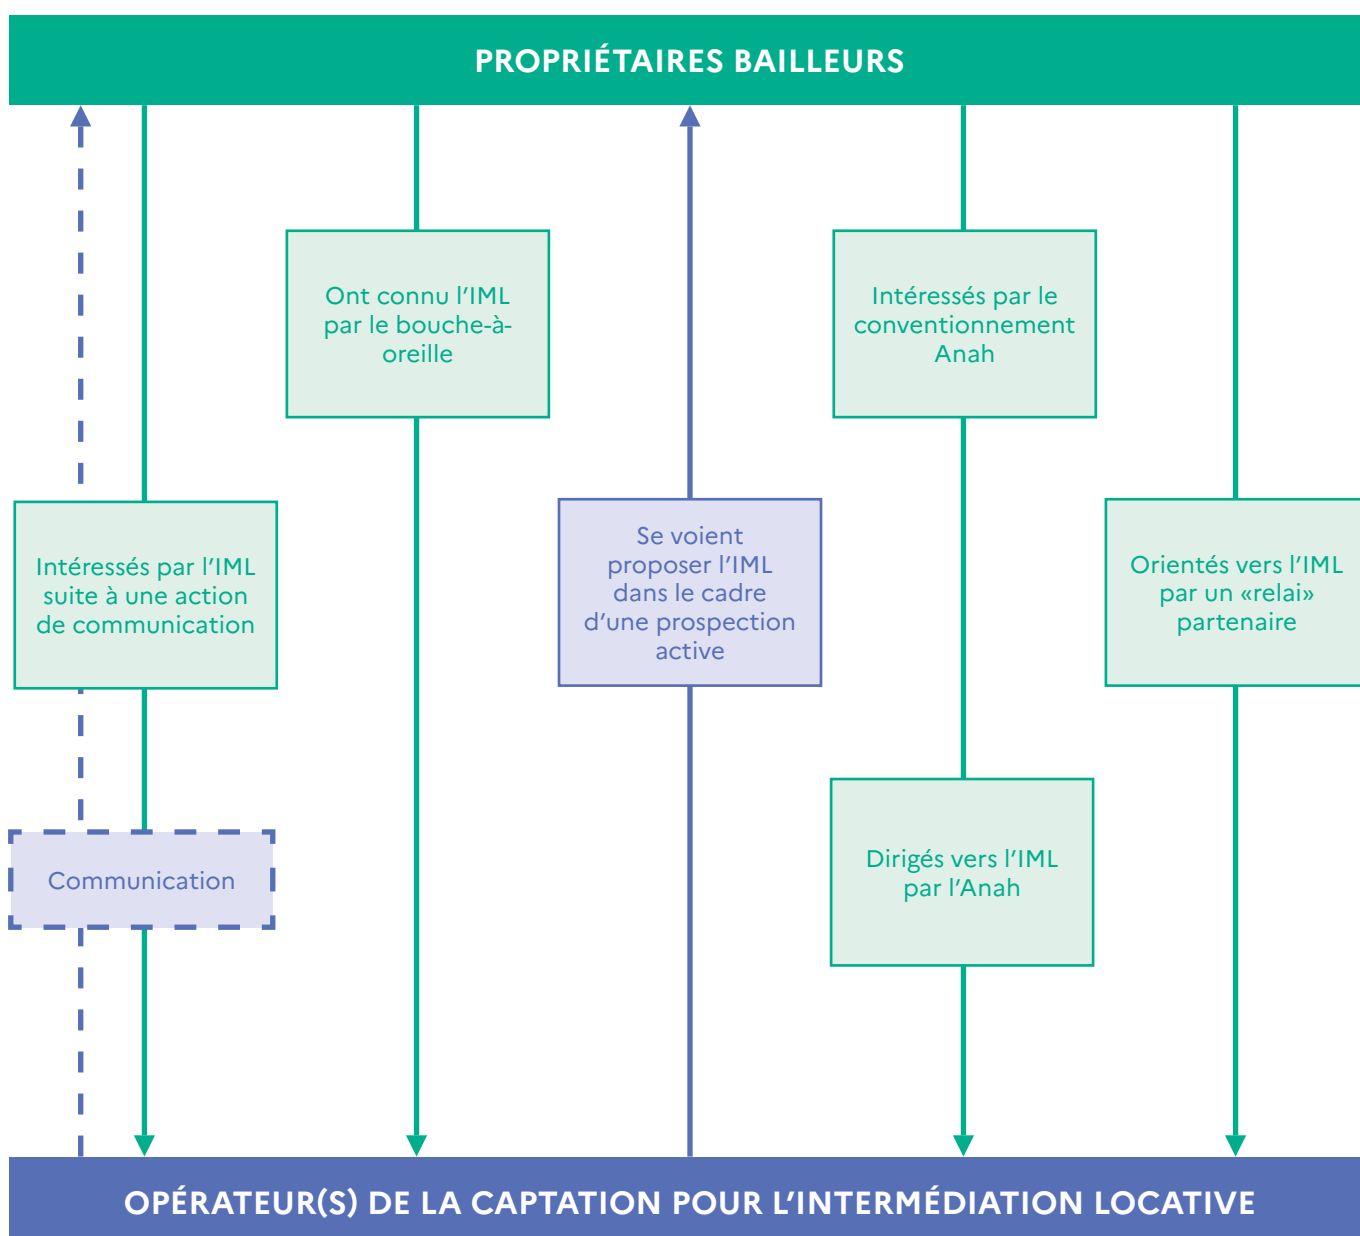 PROPRIÉTAIRES BAILLEURS
Ont connu l'IML
par le bouche-à-
oreille
Intéressés par le
conventionnement
Anah
Intéressés par l'IML
suite à une action
de communication
Se voient
proposer l'IML
dans le cadre
d'une prospection
active
Orientés vers l'IML
par un «relai»
partenaire
Communication
Dirigés vers l'IML
par l'Anah
OPÉRATEUR(S) DE LA CAPTATION POUR L'INTERMÉDIATION LOCATIVE